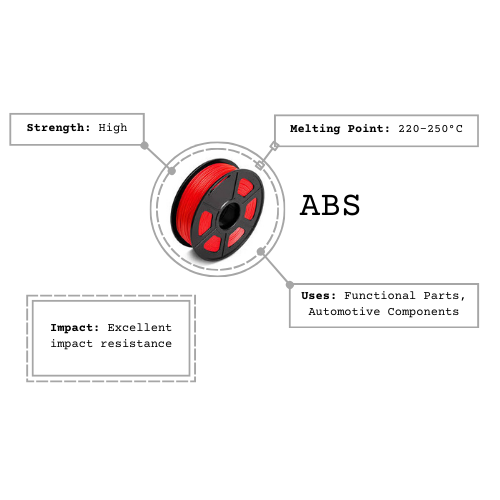 Strength: High
Melting Point: 220-250°C
ABS
Uses: Functional Parts,
Automotive Components
Impact: Excellent
impact resistance